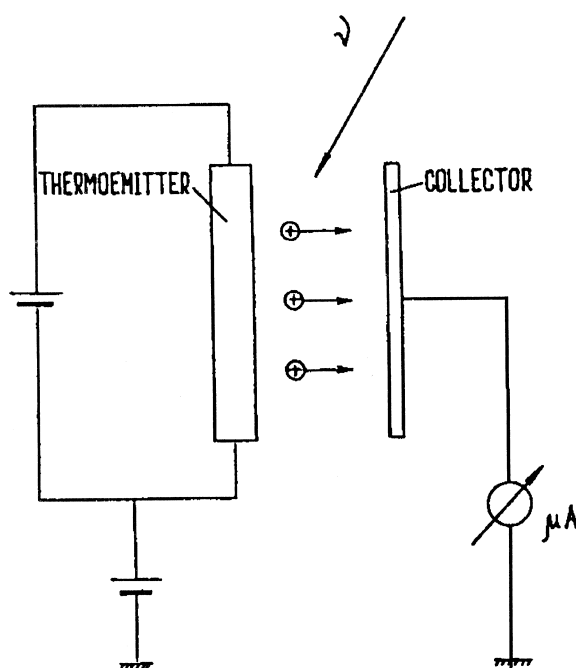 ν
THERMOEMITTER
COLLECTOR
+
+
+
μA